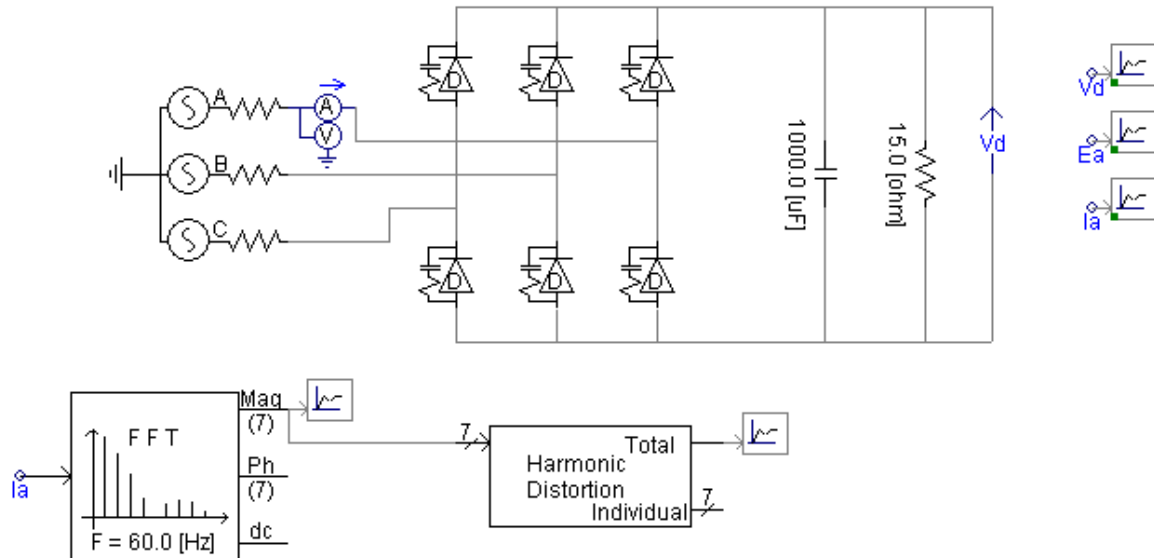 A
B
C
A
V
D
D
D
D
D
D
1000.0 [uF]
15.0 [ohm]
Vd
Vd
Ea
Ia
Ia
F F T
F = 60.0 [Hz]
Mag
(7)
Ph
(7)
dc
7
Total
Harmonic
Distortion
Individual
7